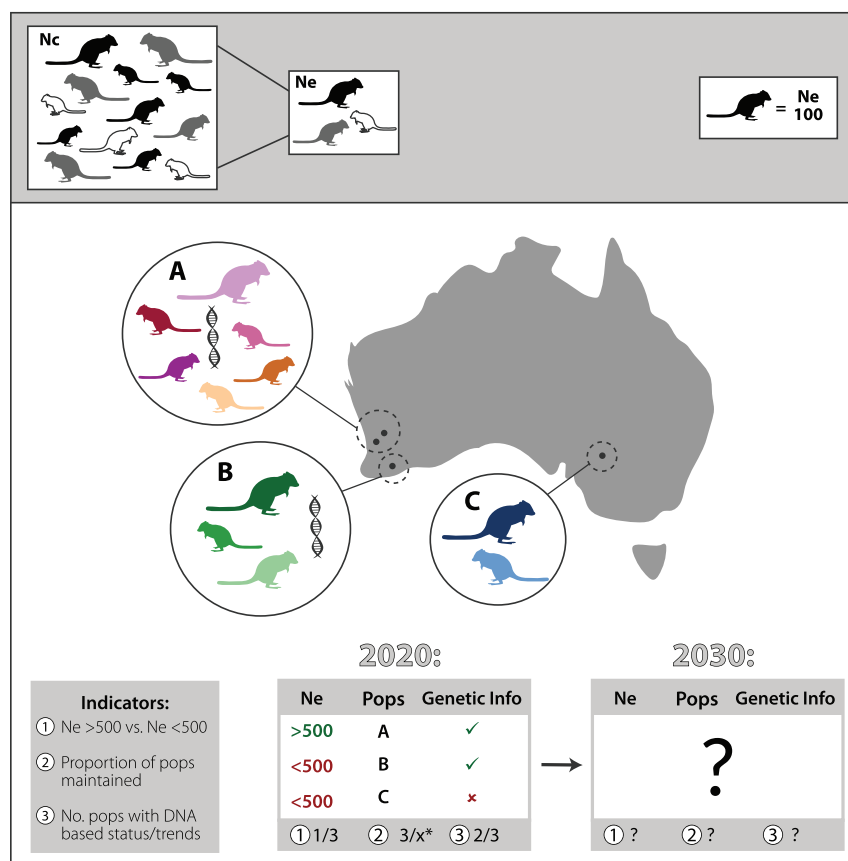 Nc
Ne
= Ne
100
A
B
C
2020:
2030:
Indicators:
① Ne >500 vs. Ne <500
② Proportion of pops
maintained
③ No. pops with DNA
based status/trends
Ne Pops Genetic Info
>500 A ✓
<500 B ✓
<500 C ✘
① 1/3 ② 3/x* ③ 2/3
Ne Pops Genetic Info
?
① ? ② ? ③ ?